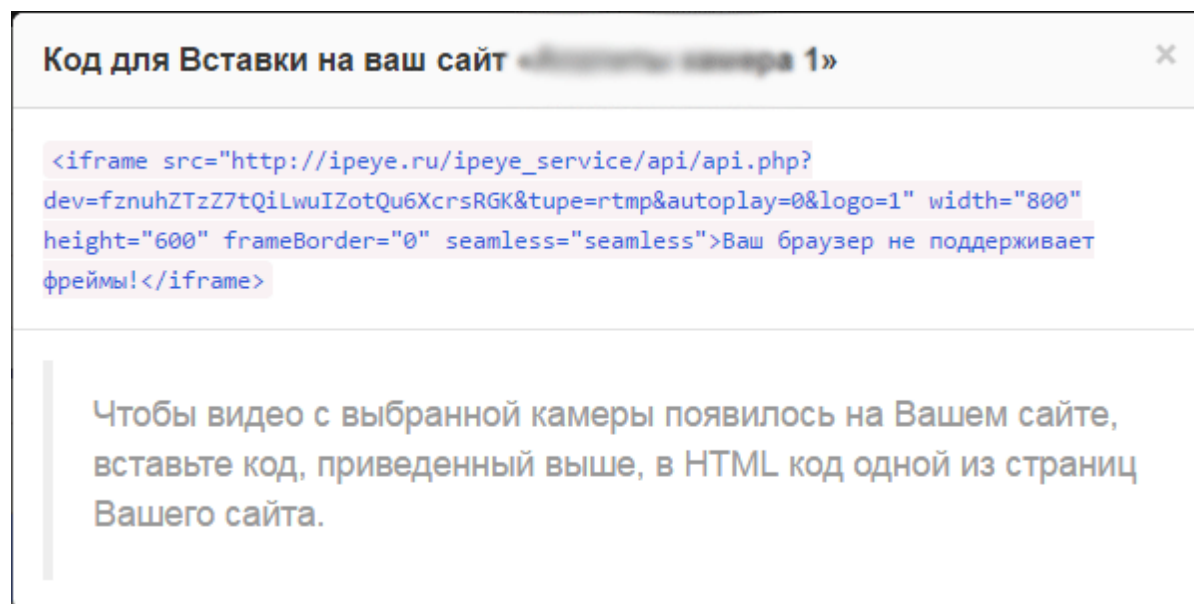 Код для Вставки на ваш сайт « 1»
<iframe src="http://ipeye.ru/ipeye_service/api/api.php?
dev=fznuhZTzZ7tQiLwuIZotQu6XcrsRGK&tupe=rtmp&autoplay=0&logo=1" width="800"
height="600" frameBorder="0" seamless="seamless">Ваш браузер не поддерживает
фреймы!</iframe>
Чтобы видео с выбранной камеры появилось на Вашем сайте,
вставьте код, приведенный выше, в HTML код одной из страниц
Вашего сайта.